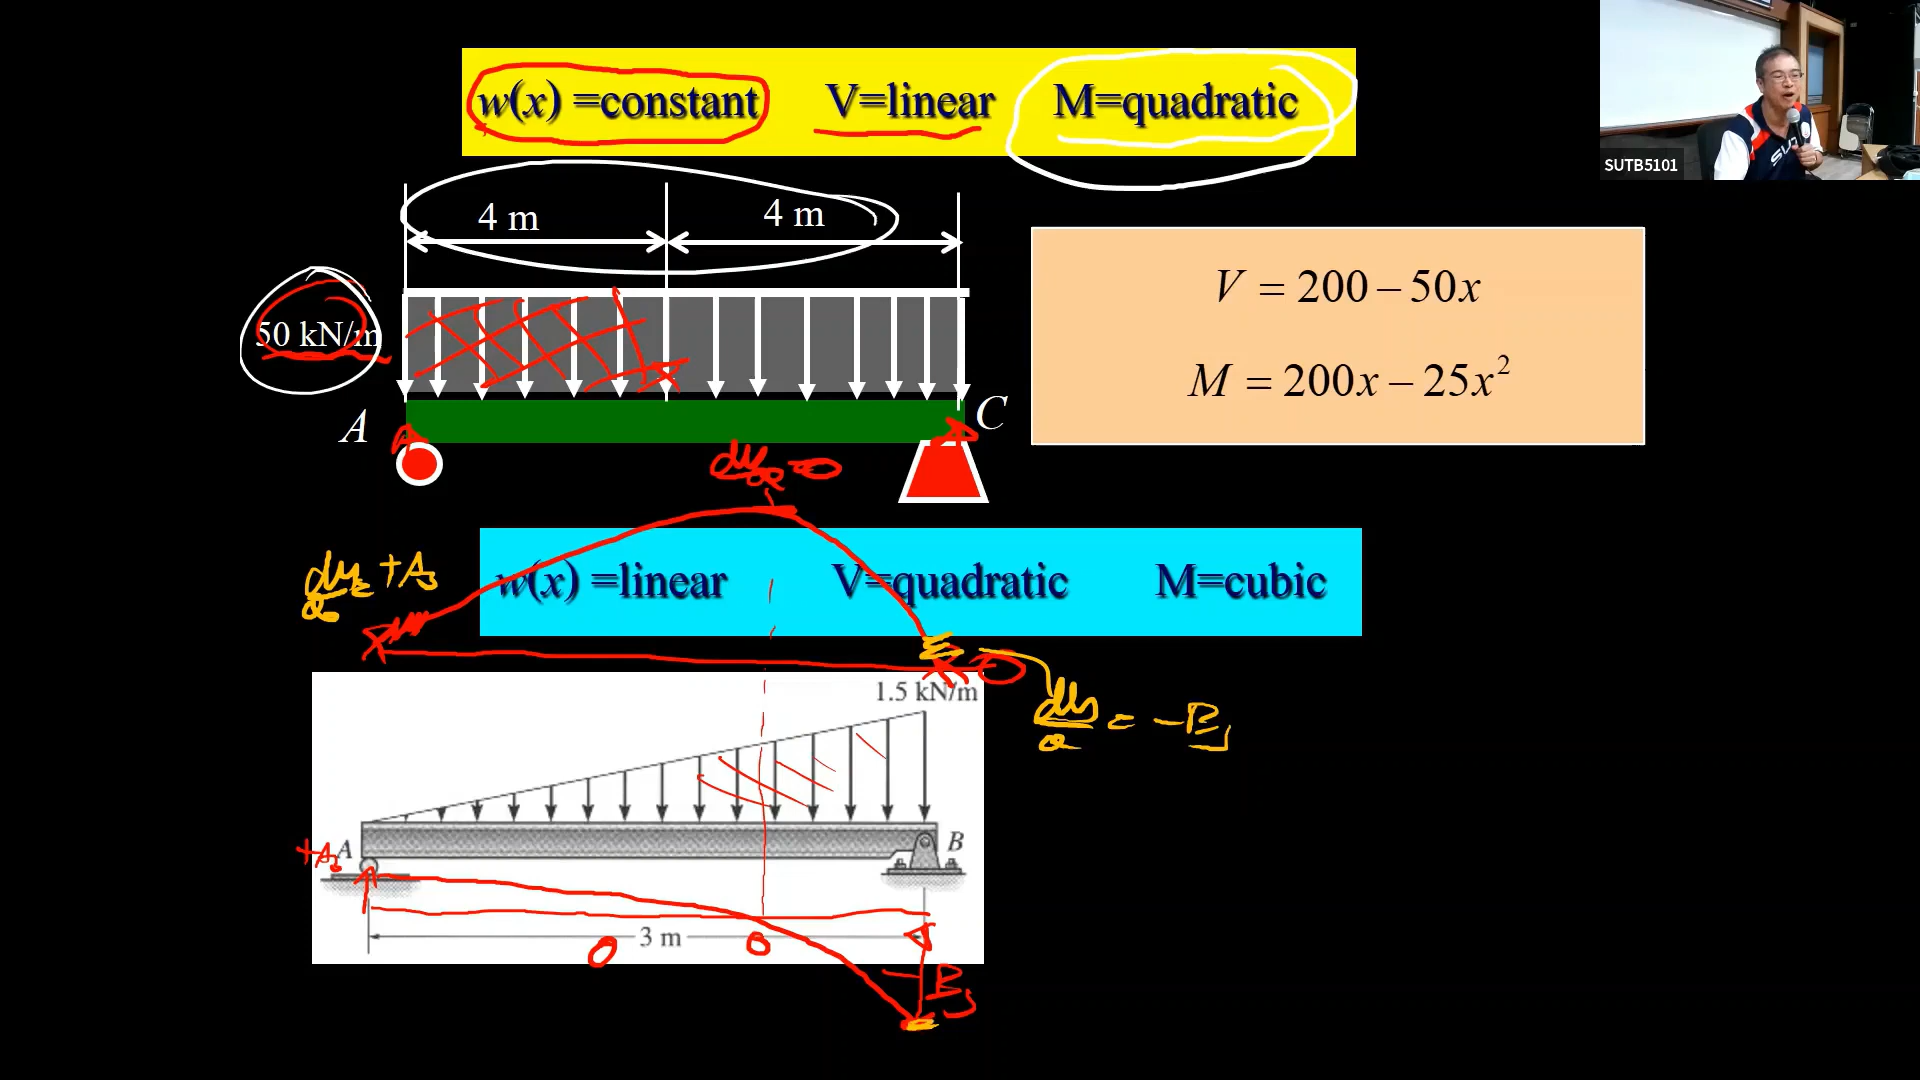 w(x) =constant V=linear M=quadratic
SUTB5101
4 m 4 m
50 kN/m
V = 200 – 50x
M = 200x – 25x²
A C
w(x) =linear V=quadratic M=cubic
1.5 kN/m
A B
3 m